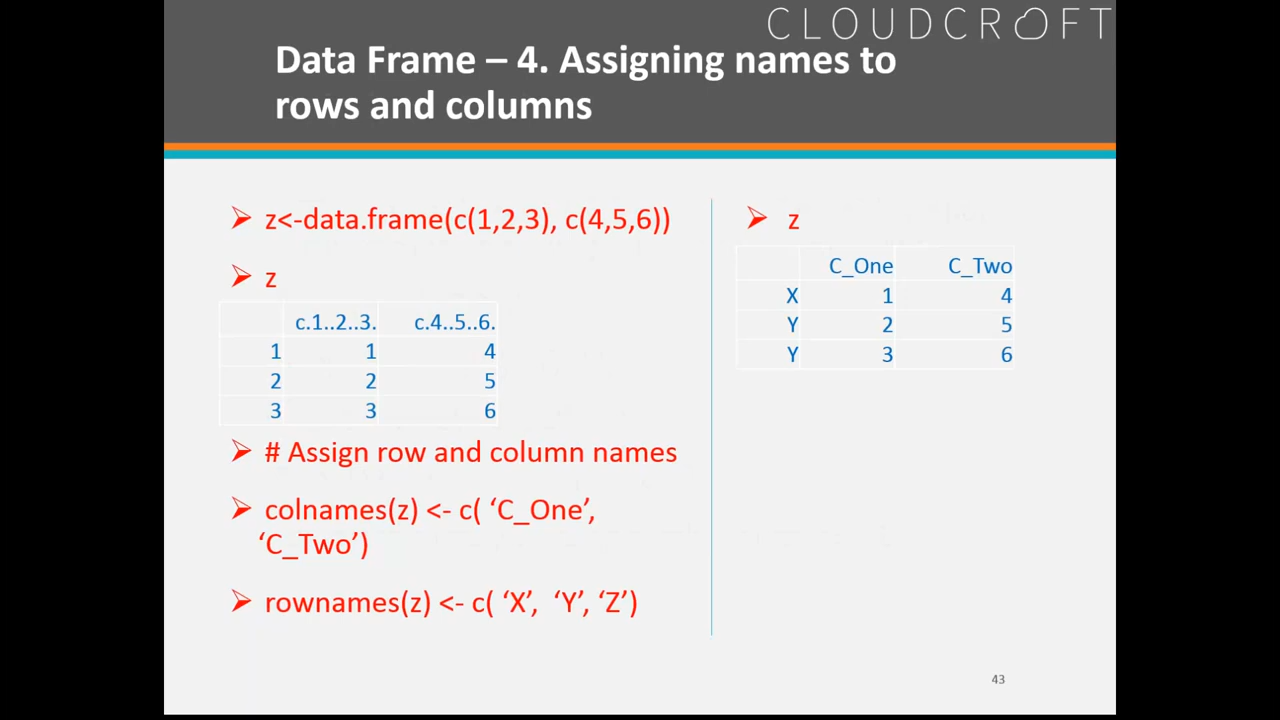 CLOUDCROFT
Data Frame – 4. Assigning names to
rows and columns
z<-data.frame(c(1,2,3), c(4,5,6))
z
c.1..2..3. c.4..5..6.
1 1 4
2 2 5
3 3 6
# Assign row and column names
colnames(z) <- c( ‘C_One’,
‘C_Two’)
rownames(z) <- c( ‘X’, ‘Y’, ‘Z’)
z
C_One C_Two
X 1 4
Y 2 5
Y 3 6
43